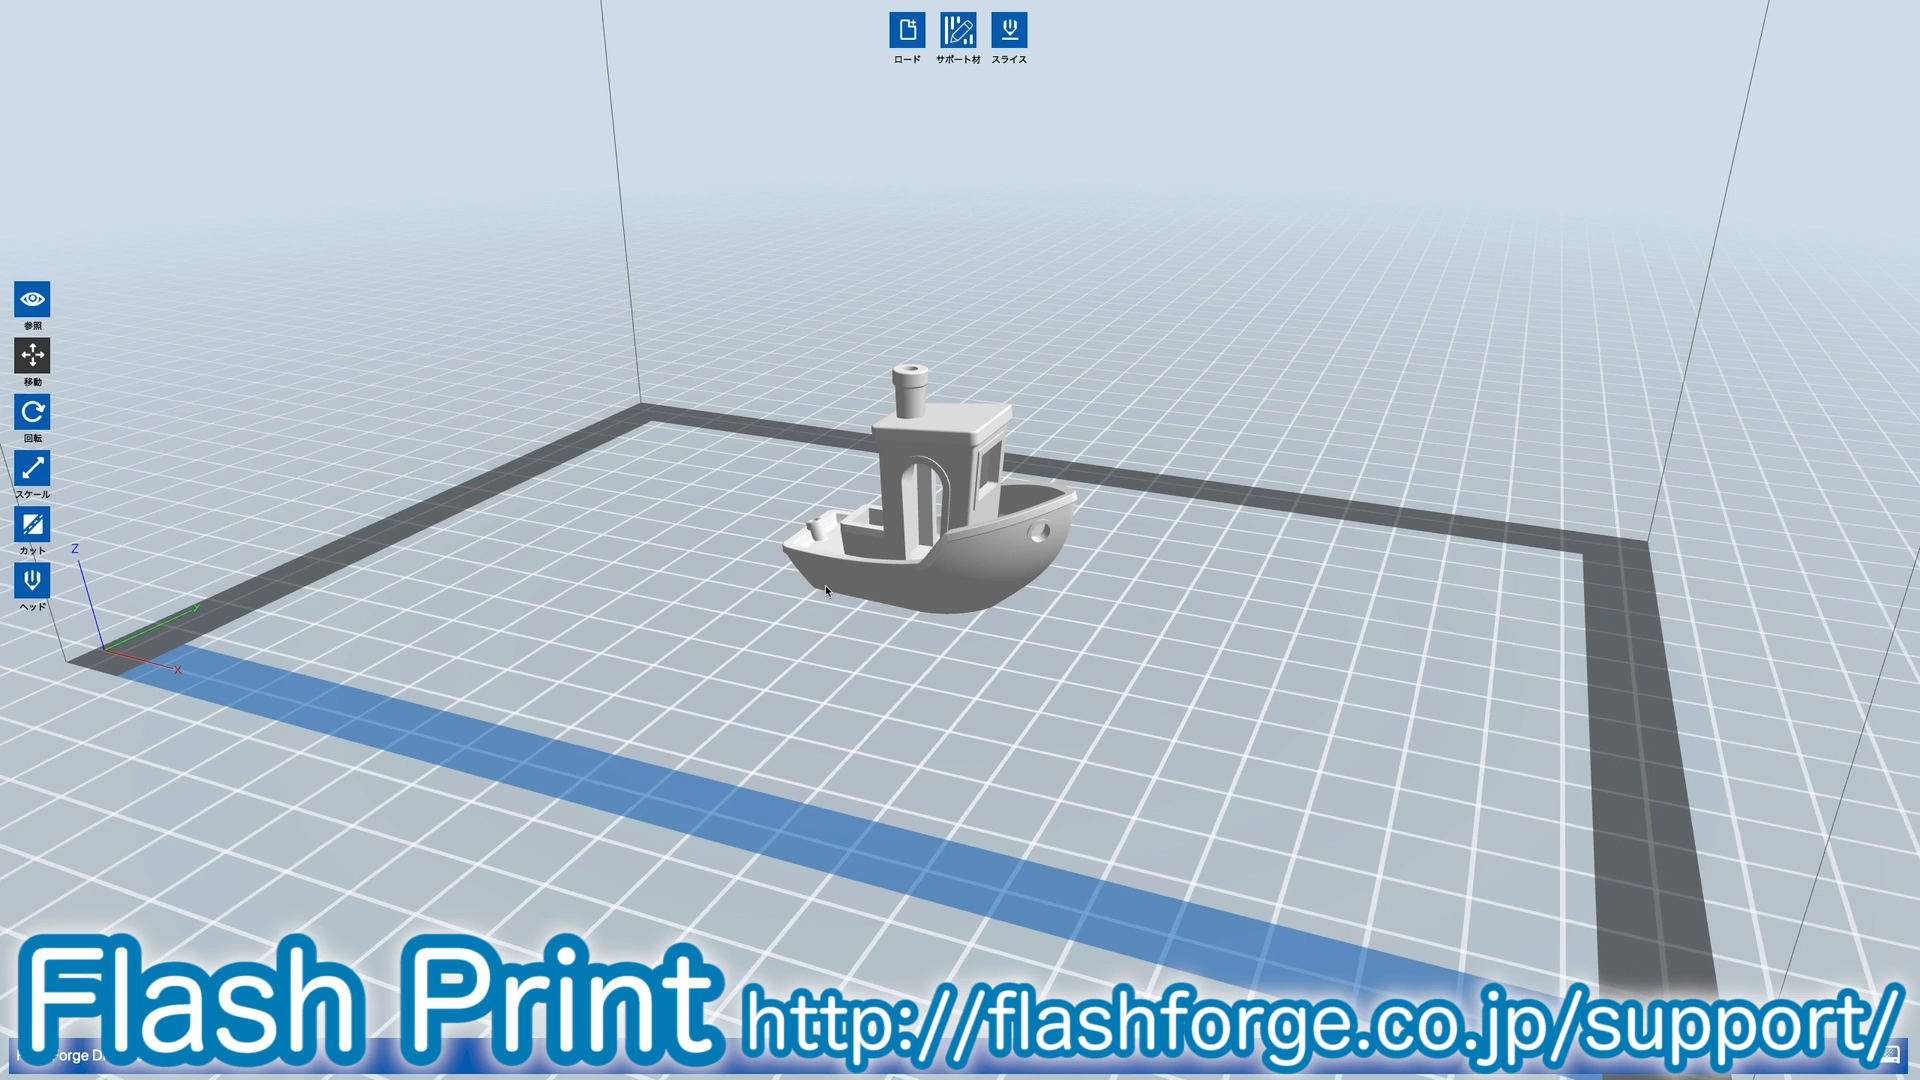 ロード
サポート材
スライス
参照
移動
回転
スケール
カット
ヘッド
Z
Y
X
Flash Print
http://flashforge.co.jp/support/
Forge